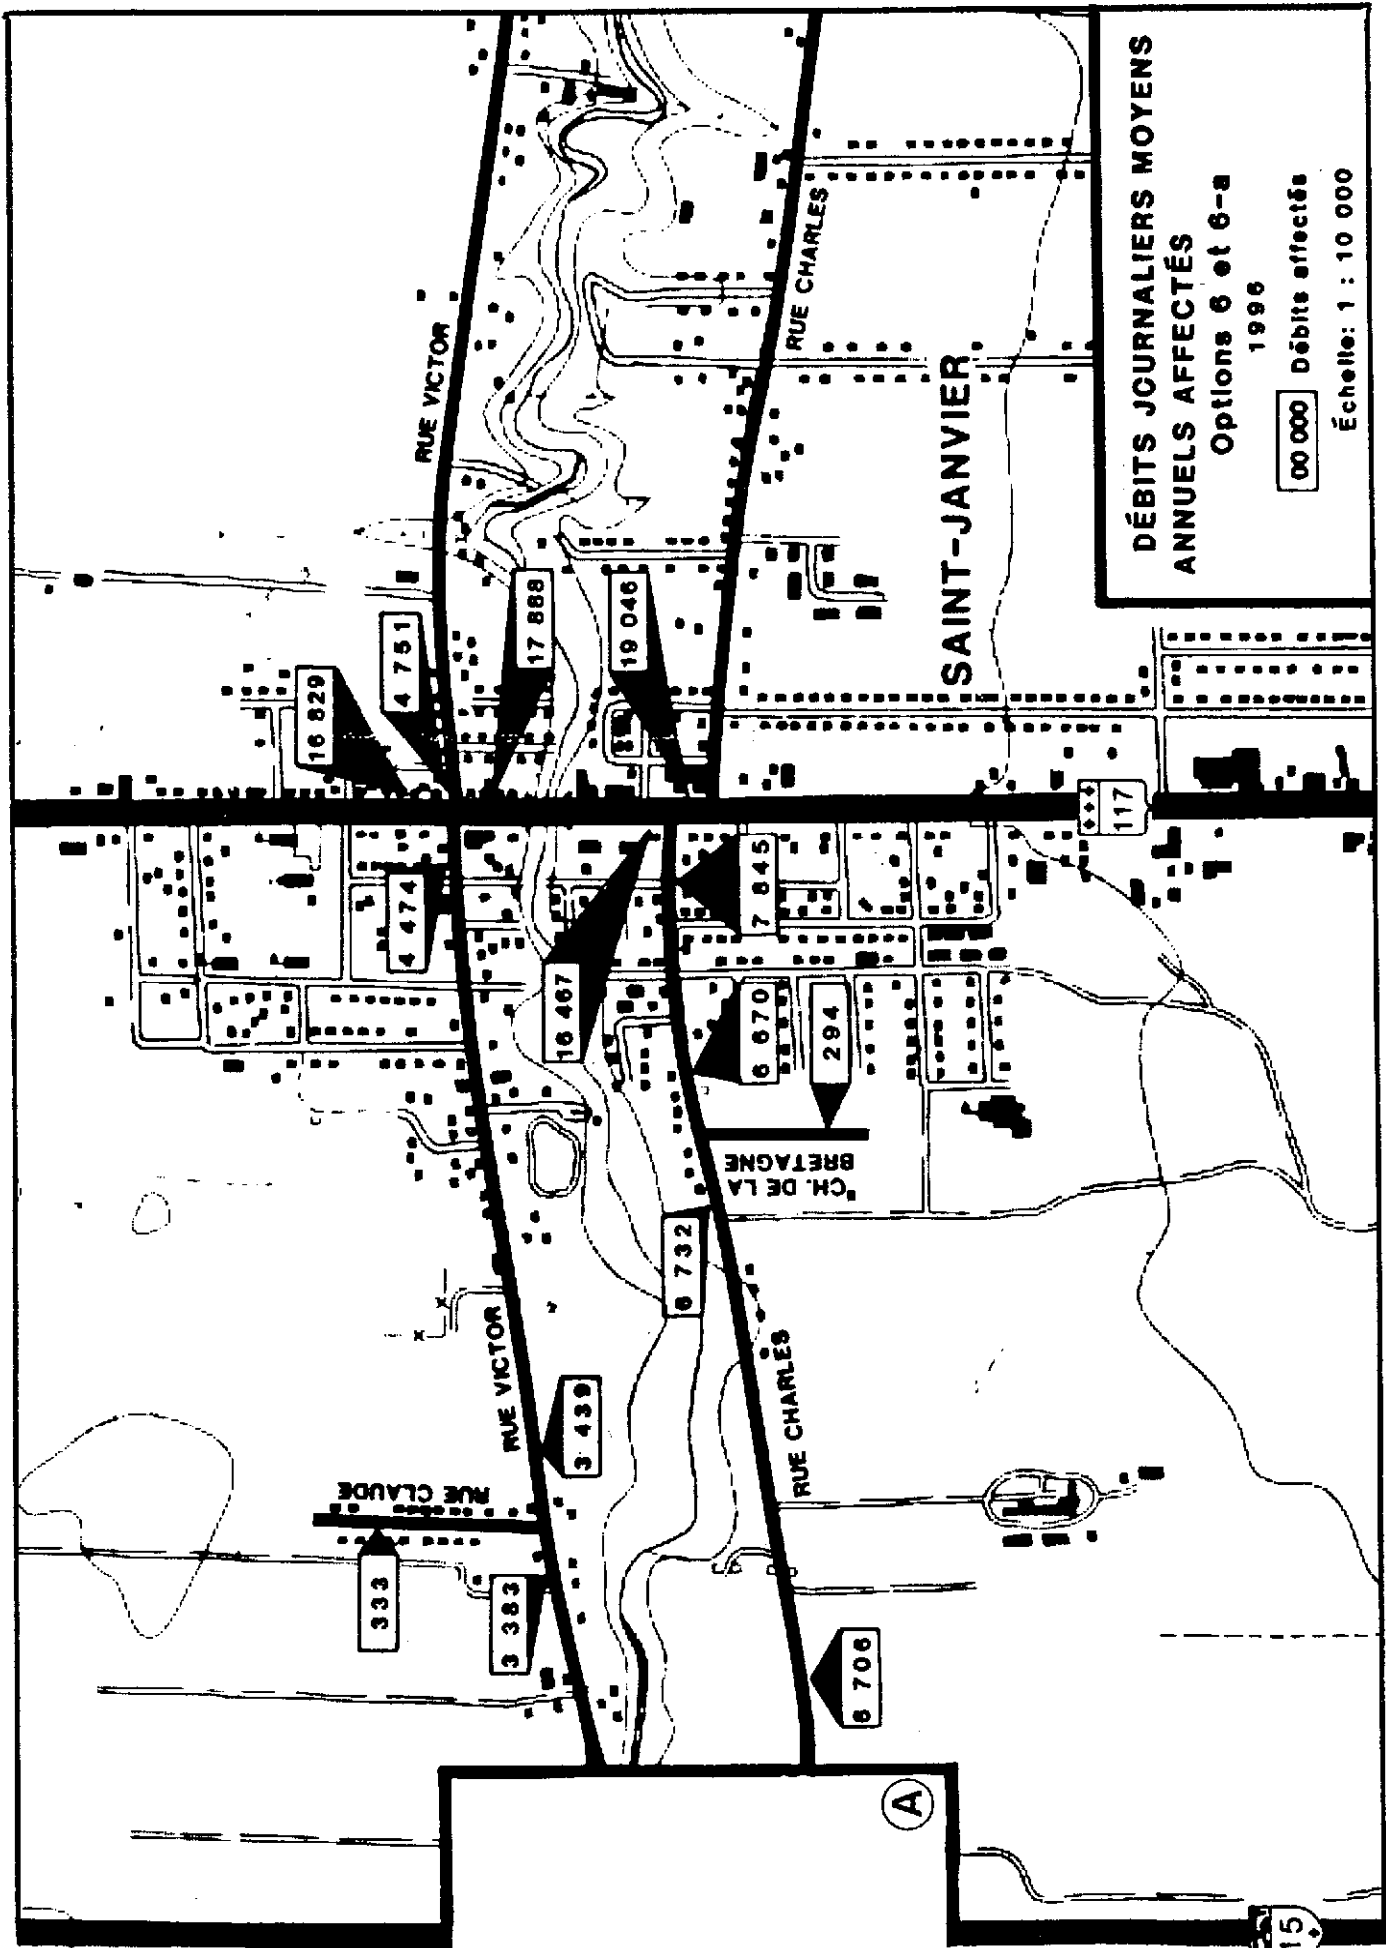 DÉBITS JOURNALIERS MOYENS
ANNUELS AFFECTÉS
Options 6 et 6-a
1996
00 000 Débits affectés
Échelle: 1 : 10 000
SAINT-JANVIER
RUE VICTOR
RUE CHARLES
16 829
4 751
17 888
19 046
117
4 474
16 467
7 845
6 670
294
"CH. DE LA
BRETAGNE
6 732
RUE VICTOR
3 439
RUE CHARLES
RUE CLAUDE
333
3 383
6 706
A
15